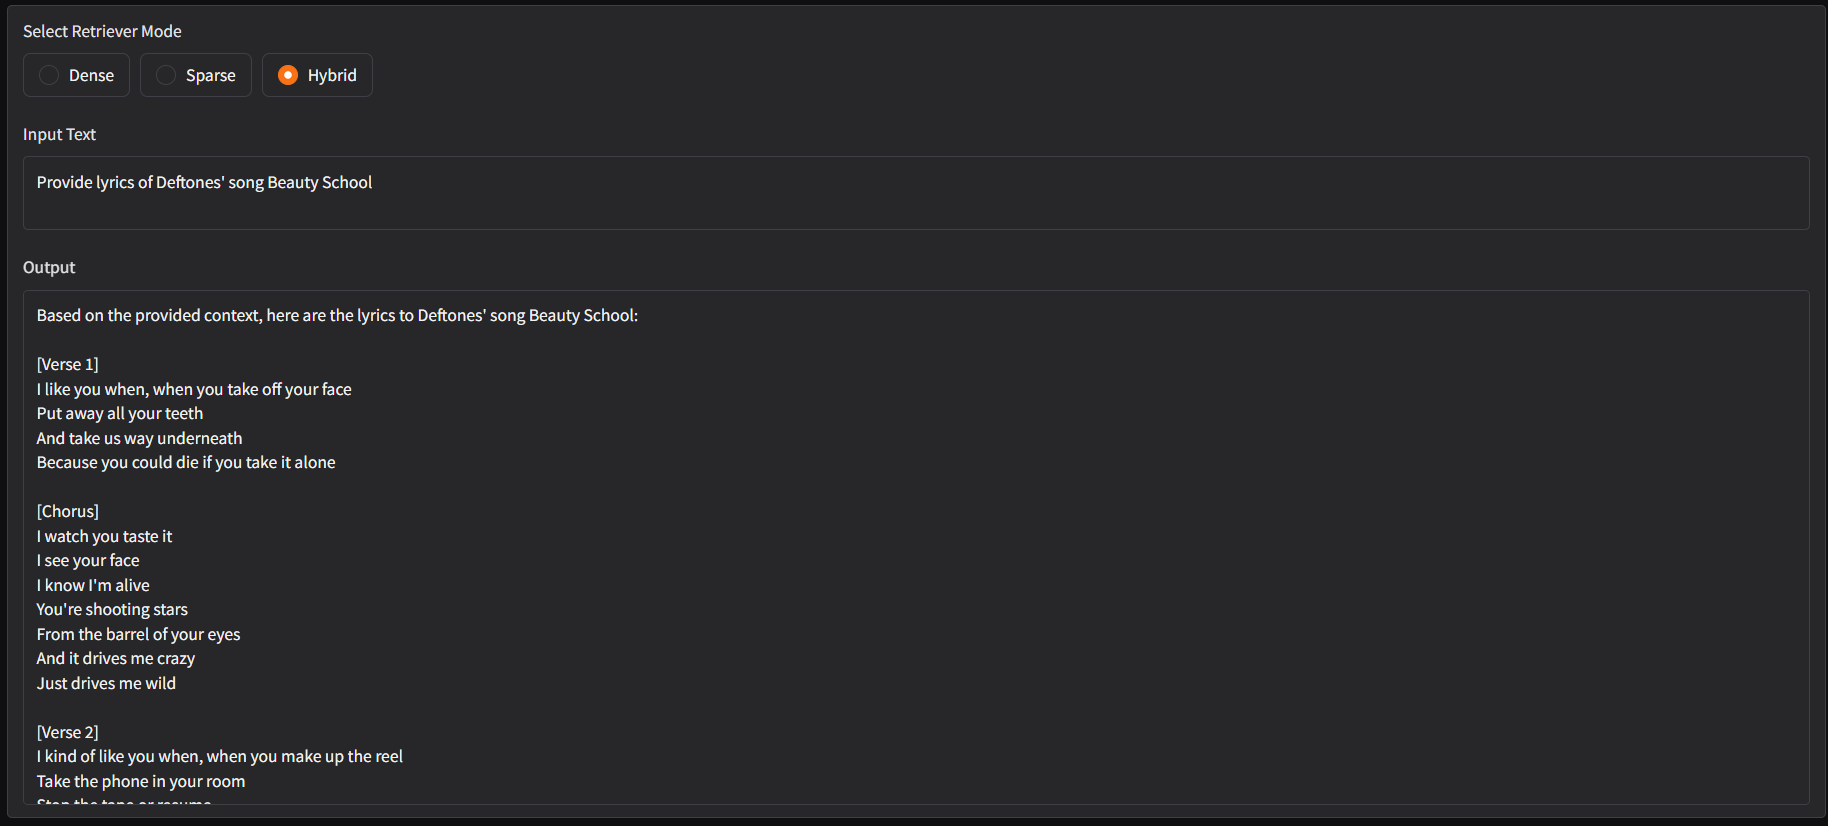 Select Retriever Mode
Dense
Sparse
Hybrid
Input Text
Provide lyrics of Deftones' song Beauty School
Output
Based on the provided context, here are the lyrics to Deftones' song Beauty School:
[Verse 1]
I like you when, when you take off your face
Put away all your teeth
And take us way underneath
Because you could die if you take it alone
[Chorus]
I watch you taste it
I see your face
I know I'm alive
You're shooting stars
From the barrel of your eyes
And it drives me crazy
Just drives me wild
[Verse 2]
I kind of like you when, when you make up the reel
Take the phone in your room
Stop the tape or resume